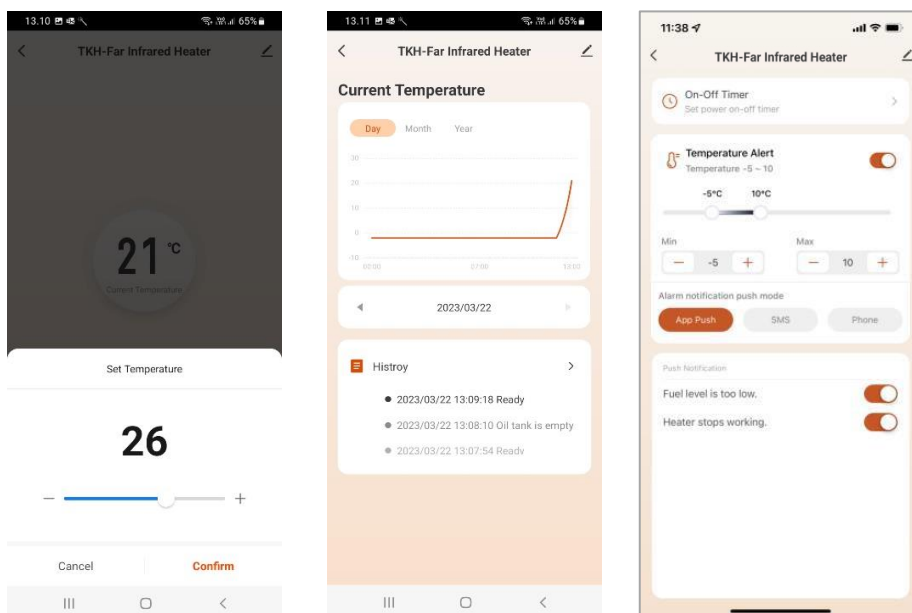 13.10 65%
TKH-Far Infrared Heater
21 °C
Current Temperature
Set Temperature
26
− +
Cancel Confirm
13.11 65%
TKH-Far Infrared Heater
Current Temperature
Day Month Year
30
20
10
0
-10
00:00 07:00 13:00
2023/03/22
Histroy
2023/03/22 13:09:18 Ready
2023/03/22 13:08:10 Oil tank is empty
2023/03/22 13:07:54 Ready
11:38
TKH-Far Infrared Heater
On-Off Timer
Set power on-off timer
Temperature Alert
Temperature -5 ~ 10
-5°C 10°C
Min Max
− -5 + − 10 +
Alarm notification push mode
App Push SMS Phone
Push Notification
Fuel level is too low.
Heater stops working.